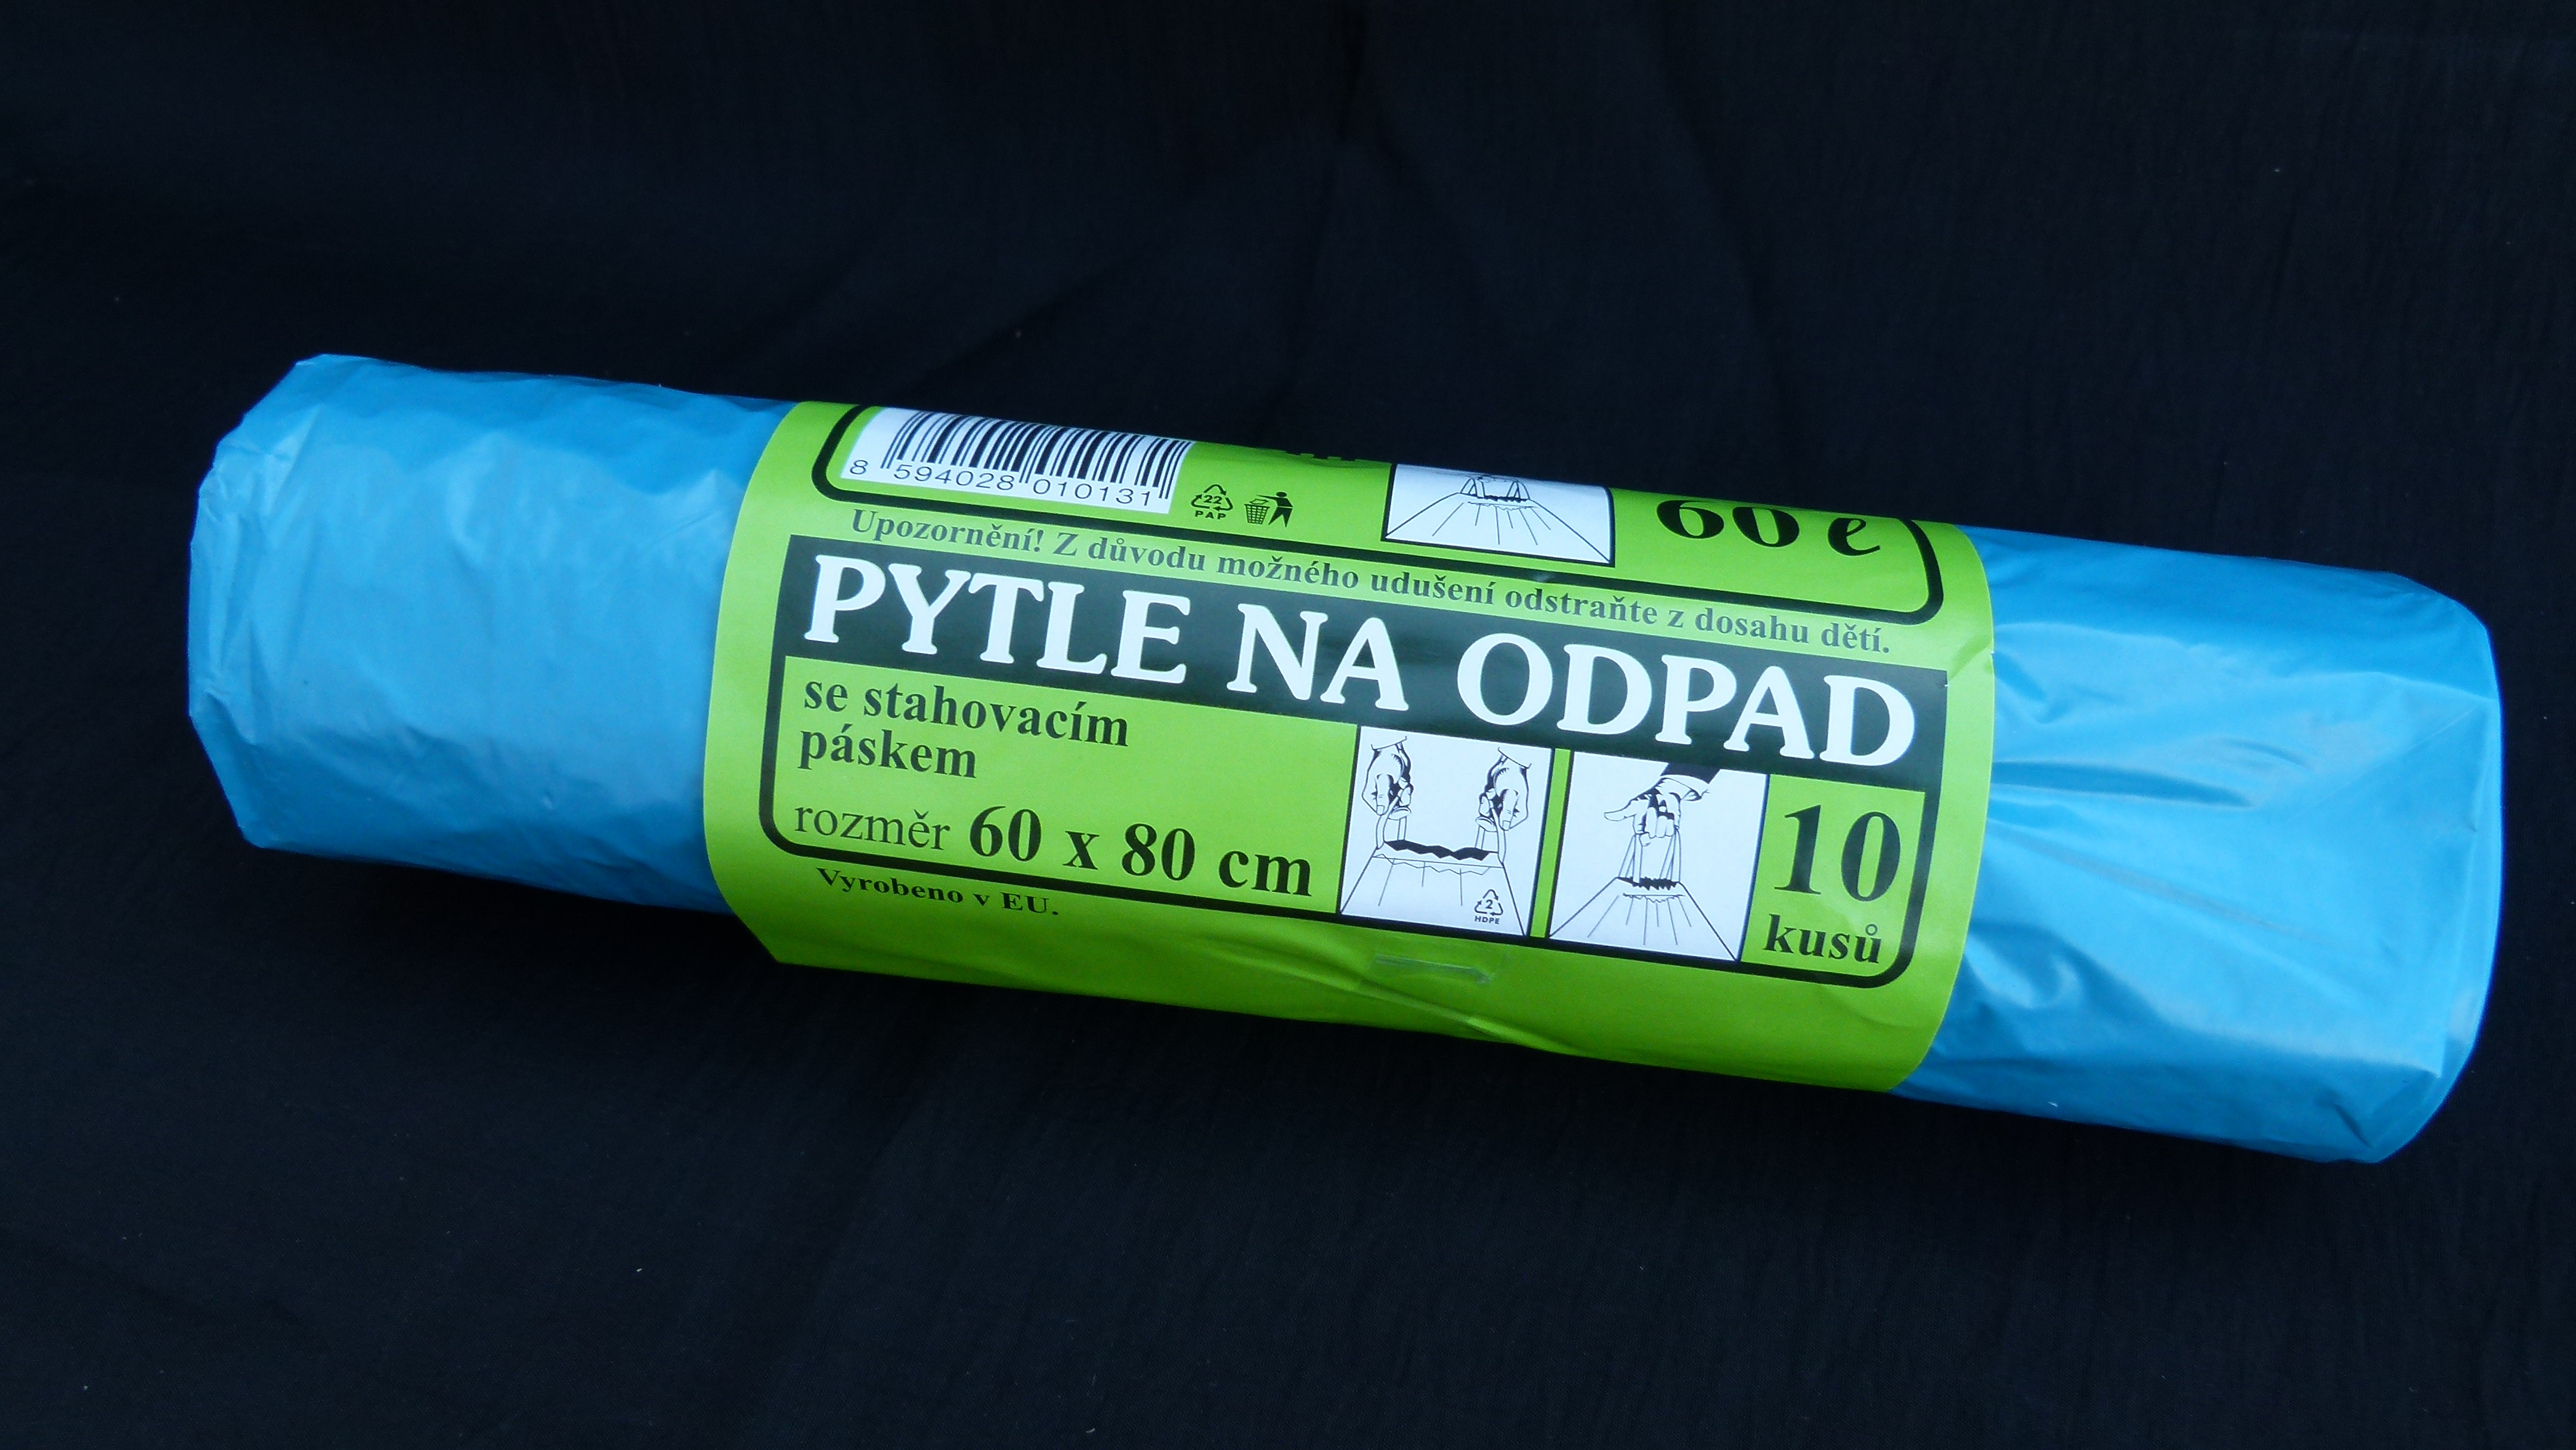 8 594028 010131
22
PAP
60 ℓ
Upozornění! Z důvodu možného udušení odstraňte z dosahu dětí.
PYTLE NA ODPAD
se stahovacím
páskem
rozměr 60 x 80 cm
2
HDPE
10
kusů
Vyrobeno v EU.